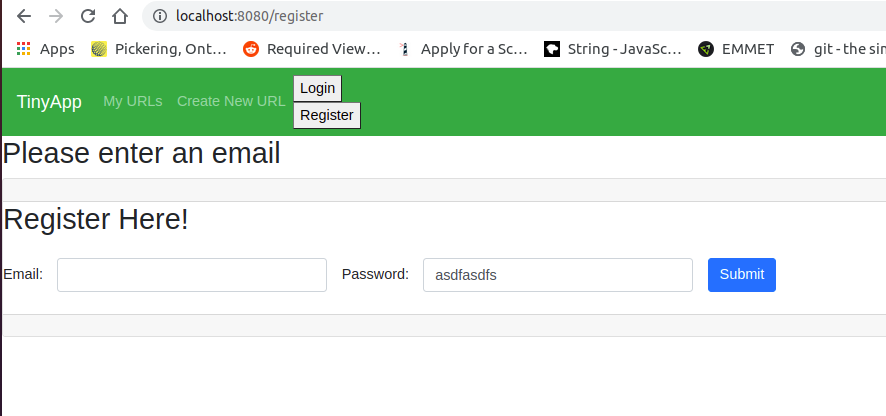 localhost:8080/register
Apps Pickering, Ont... Required View... Apply for a Sc... String - JavaSc... EMMET git - the sin
TinyApp My URLs Create New URL Login
Register
Please enter an email
Register Here!
Email: Password: asdfasdfs Submit